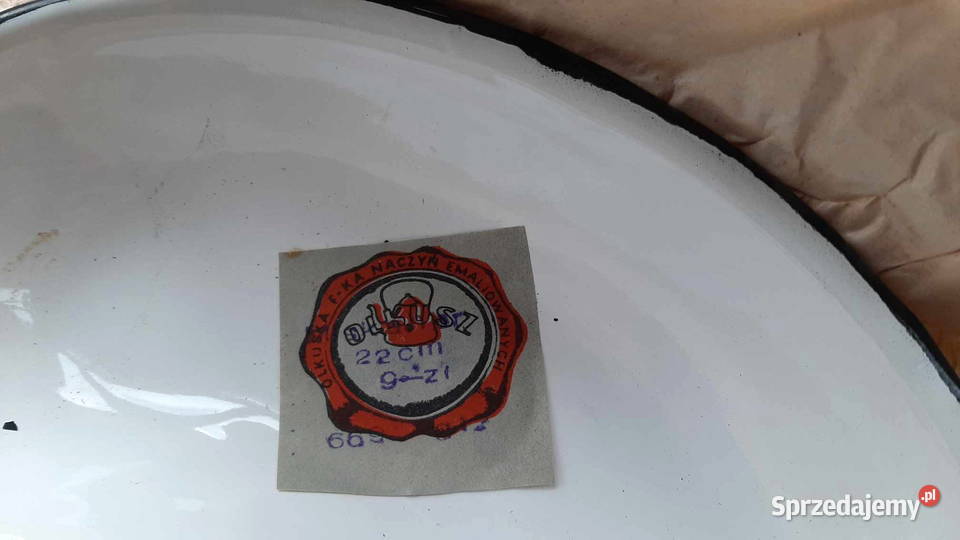 OLKUSKA F-KA NACZYŃ EMALIOWANYCH
OLKUSZ
22 cm
9.-zł
Sprzedajemy.pl